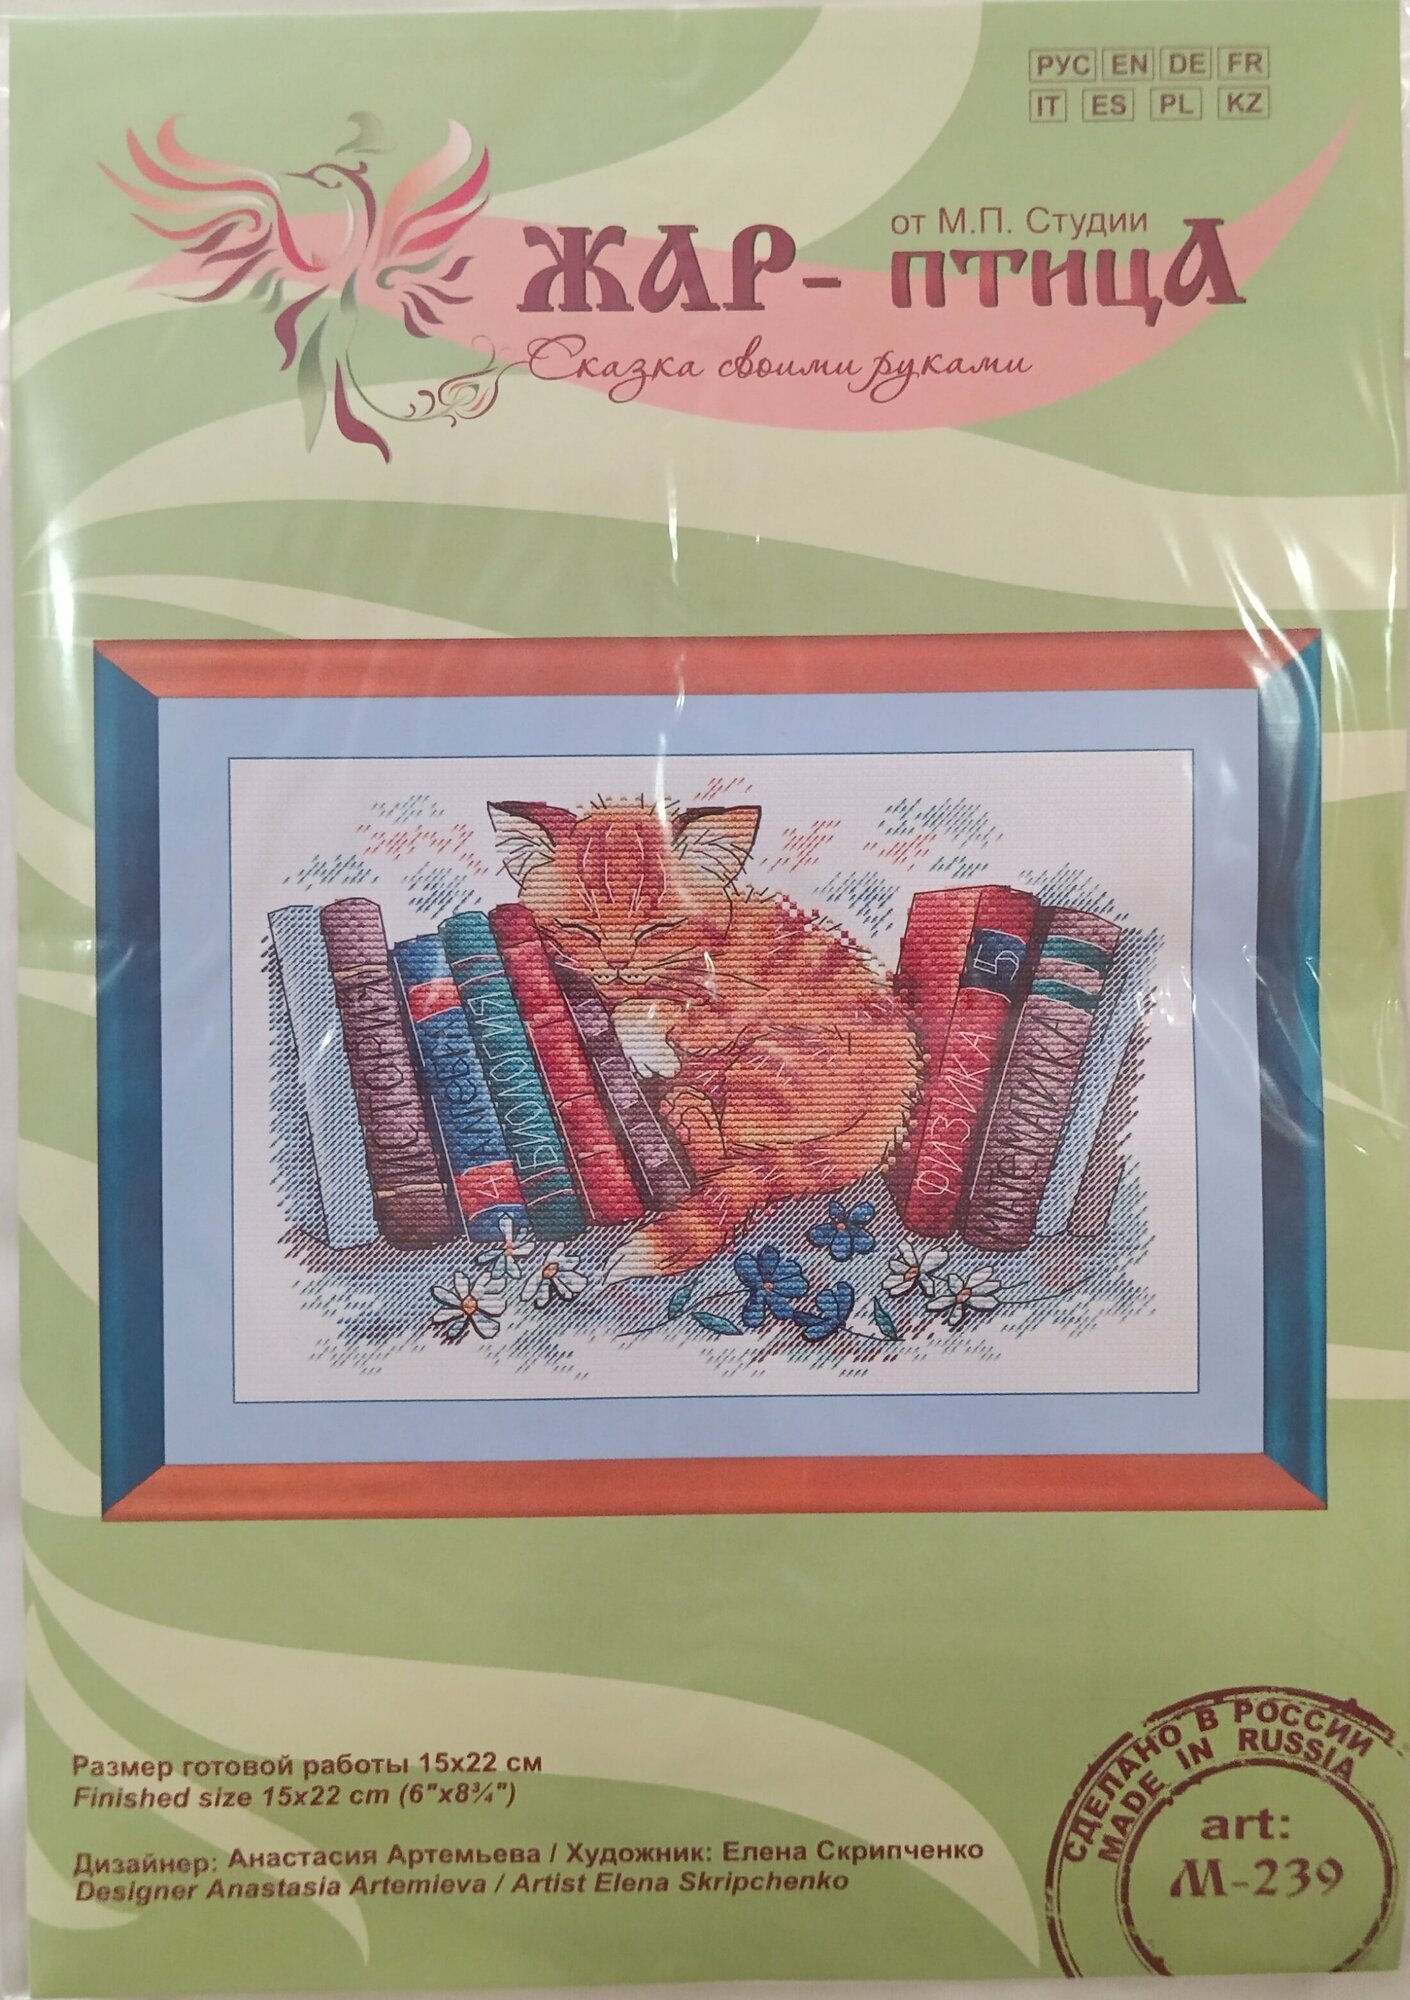 РУС EN DE FR
IT ES PL KZ
от М.П. Студии
ЖАР-ПТИЦА
Сказка своими руками
ИСТОРИЯ
АЛГЕБРА
4
БИОЛОГИЯ
5
ФИЗИКА
МАТЕМАТИКА
Размер готовой работы 15х22 см
Finished size 15x22 cm (6"x8¾")
Дизайнер: Анастасия Артемьева / Художник: Елена Скрипченко
Designer Anastasia Artemieva / Artist Elena Skripchenko
СДЕЛАНО В РОССИИ
MADE IN RUSSIA
art:
М-239